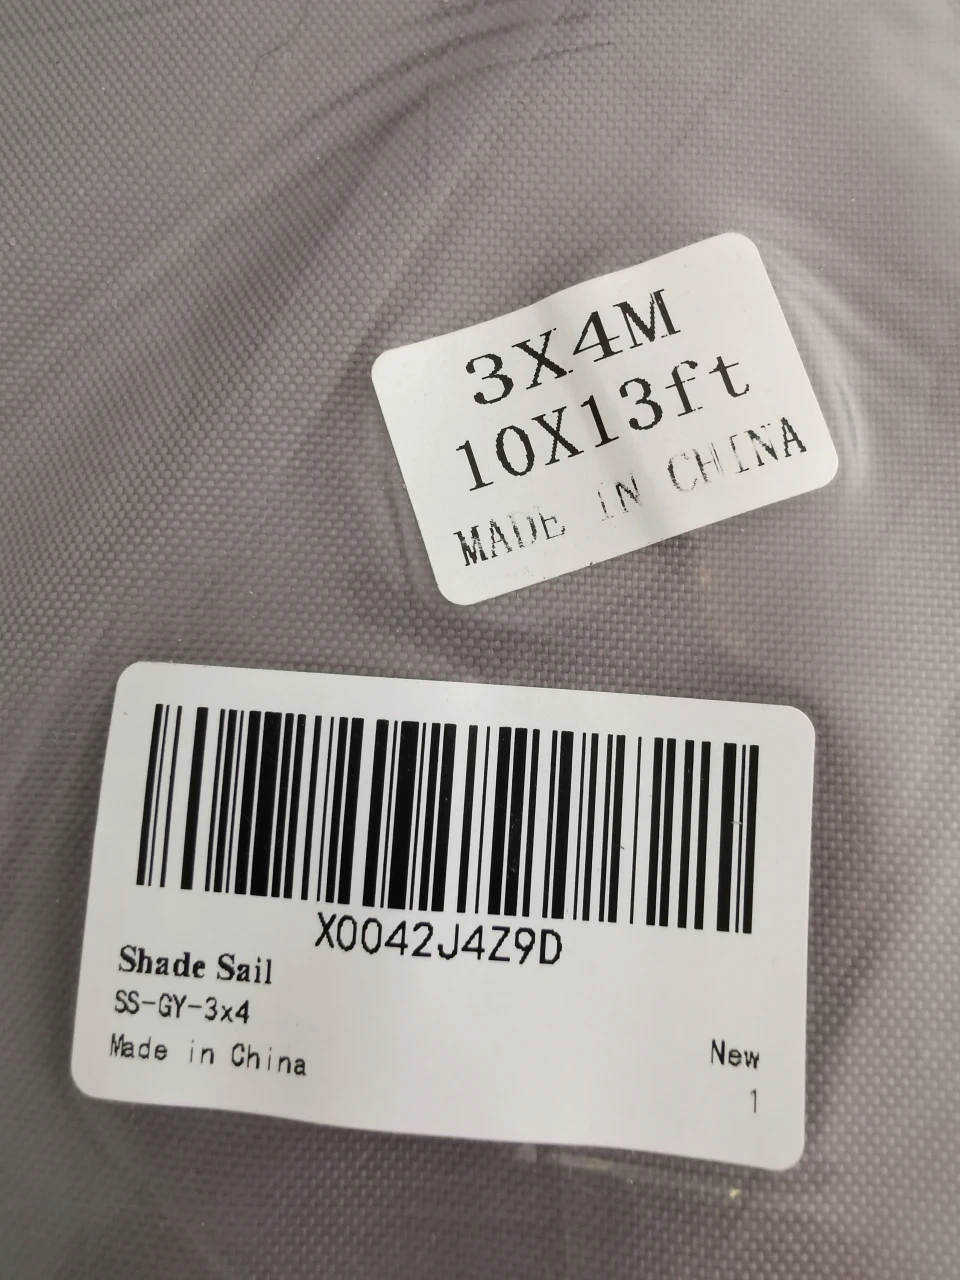 3X4M
10X13ft
MADE IN CHINA
X0042J4Z9D
Shade Sail
SS-GY-3x4
Made in China
New
1